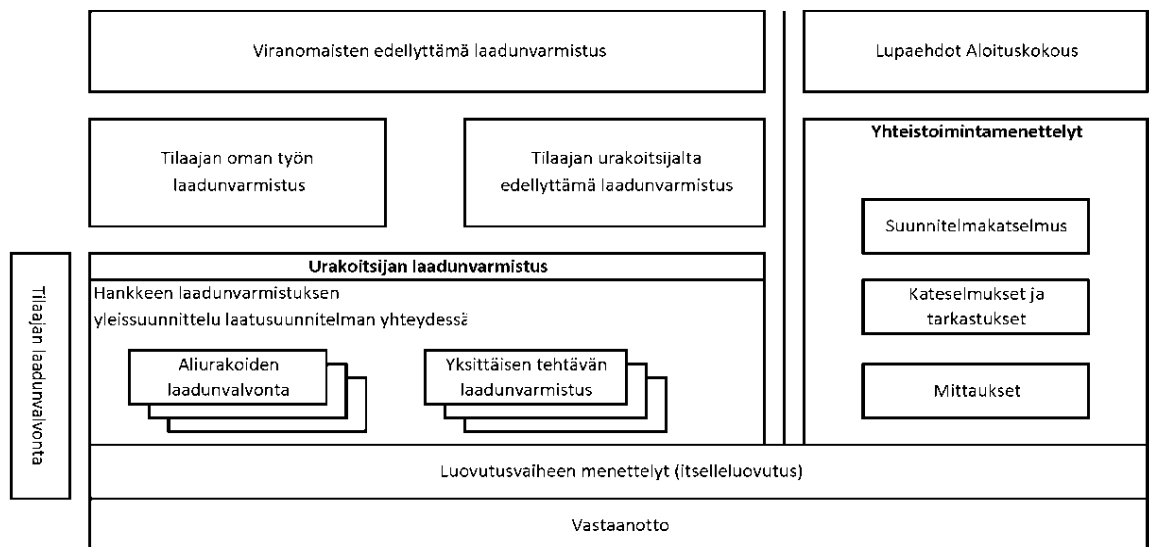 Viranomaisten edellyttämä laadunvarmistus
Lupaehdot Aloituskokous
Tilaajan oman työn
laadunvarmistus
Tilaajan urakoitsijalta
edellyttämä laadunvarmistus
Yhteistoimintamenettelyt
Suunnitelmakatselmus
Kateselmukset ja
tarkastukset
Mittaukset
Tilaajan laadunvalvonta
Urakoitsijan laadunvarmistus
Hankkeen laadunvarmistuksen
yleissuunnittelu laatusuunnitelman yhteydessä
Aliurakoiden
laadunvalvonta
Yksittäisen tehtävän
laadunvarmistus
Luovutusvaiheen menettelyt (itselleluovutus)
Vastaanotto